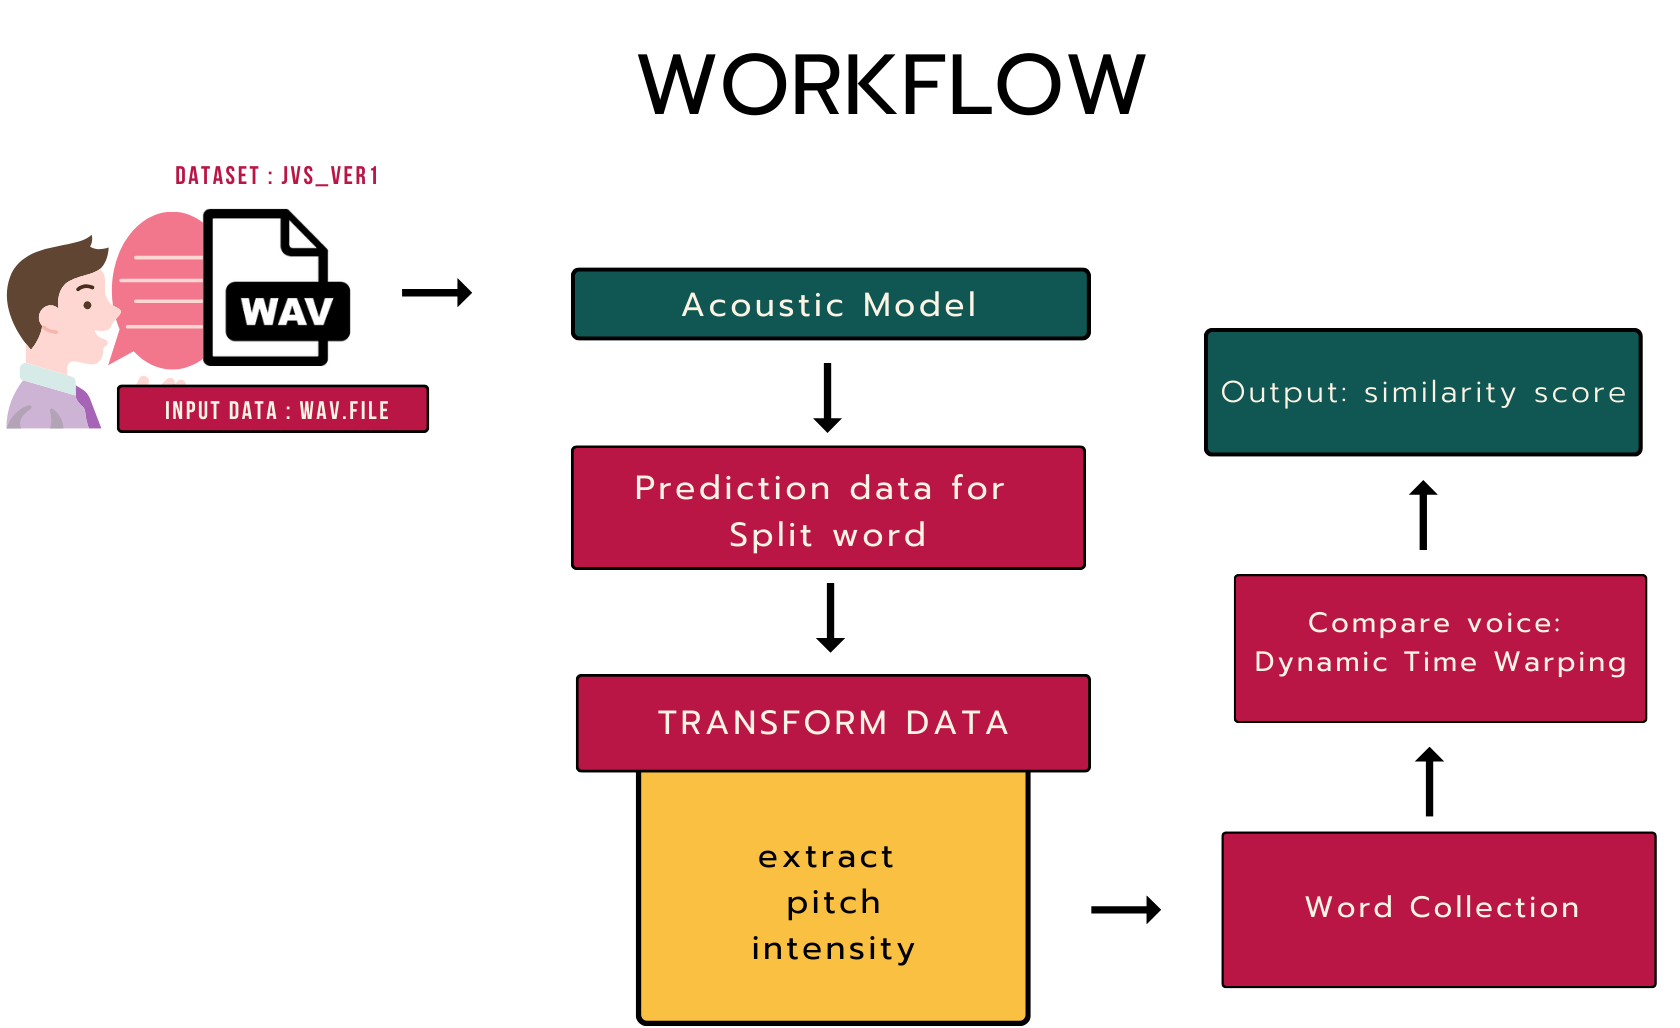 WORKFLOW
DATASET : JVS_VER1
WAV
INPUT DATA : WAV.FILE
Acoustic Model
Prediction data for
Split word
TRANSFORM DATA
extract
pitch
intensity
Word Collection
Compare voice:
Dynamic Time Warping
Output: similarity score